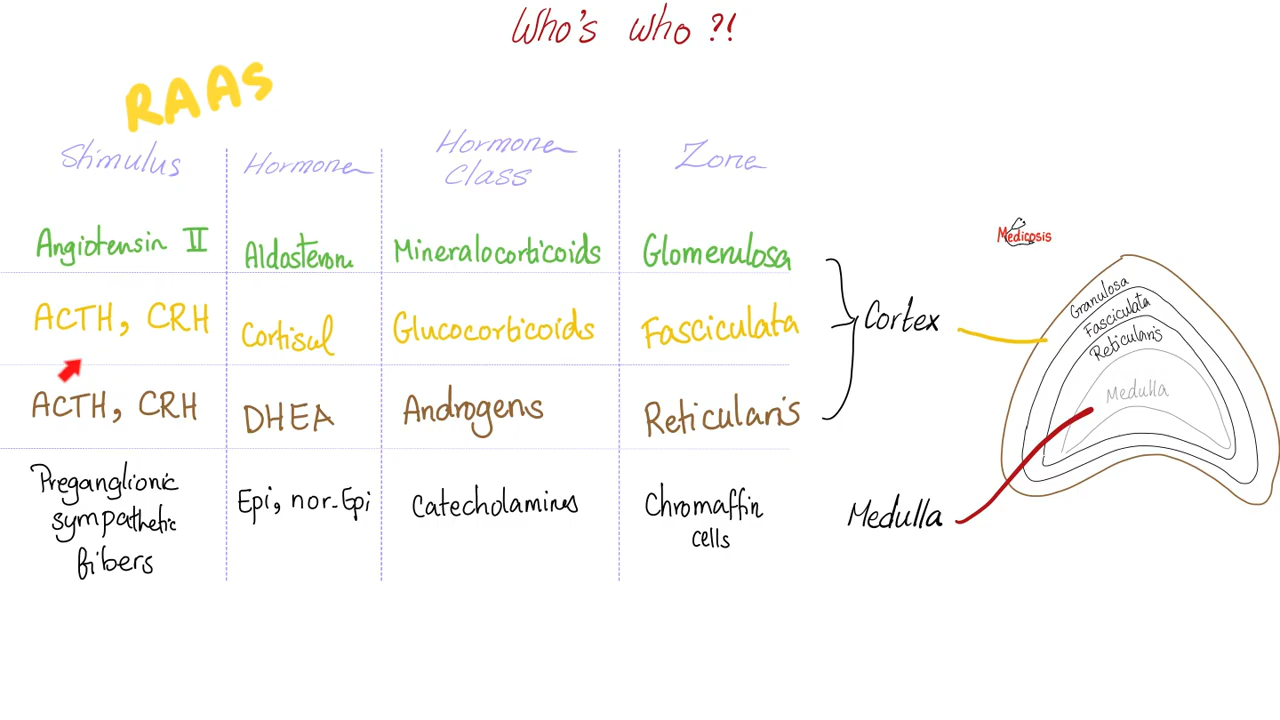 Who's who ?!
RAAS
Stimulus
Hormone
Hormone
Class
Zone
Angiotensin II
Aldosterone
Mineralocorticoids
Glomerulosa
ACTH, CRH
Cortisol
Glucocorticoids
Fasciculata
ACTH, CRH
DHEA
Androgens
Reticularis
Preganglionic
sympathetic
fibers
Epi, nor-Epi
Catecholamines
Chromaffin
cells
Cortex
Medulla
Medicosis
Granulosa
Fasciculata
Reticularis
Medulla